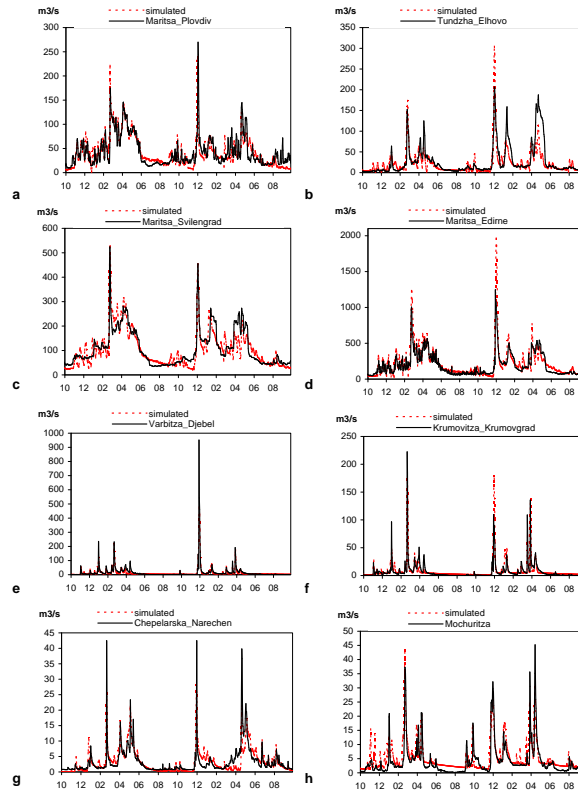 m3/s
simulated
Maritsa_Plovdiv
300
250
200
150
100
50
0
10 12 02 04 06 08 10 12 02 04 06 08
a
m3/s
simulated
Tundzha_Elhovo
350
300
250
200
150
100
50
0
10 12 02 04 06 08 10 12 02 04 06 08
b
m3/s
simulated
Maritsa_Svilengrad
600
500
400
300
200
100
0
10 12 02 04 06 08 10 12 02 04 06 08
c
m3/s
simulated
Maritsa_Edirne
2000
1500
1000
500
0
10 12 02 04 06 08 10 12 02 04 06 08
d
m3/s
simulated
Varbitza_Djebel
1000
900
800
700
600
500
400
300
200
100
0
10 12 02 04 06 08 10 12 02 04 06 08
e
m3/s
simulated
Krumovitza_Krumovgrad
250
200
150
100
50
0
10 12 02 04 06 08 10 12 02 04 06 08
f
m3/s
simulated
Chepelarska_Narechen
45
40
35
30
25
20
15
10
5
0
10 12 02 04 06 08 10 12 02 04 06 08
g
m3/s
simulated
Mochuritza
50
45
40
35
30
25
20
15
10
5
0
10 12 02 04 06 08 10 12 02 04 06 08
h